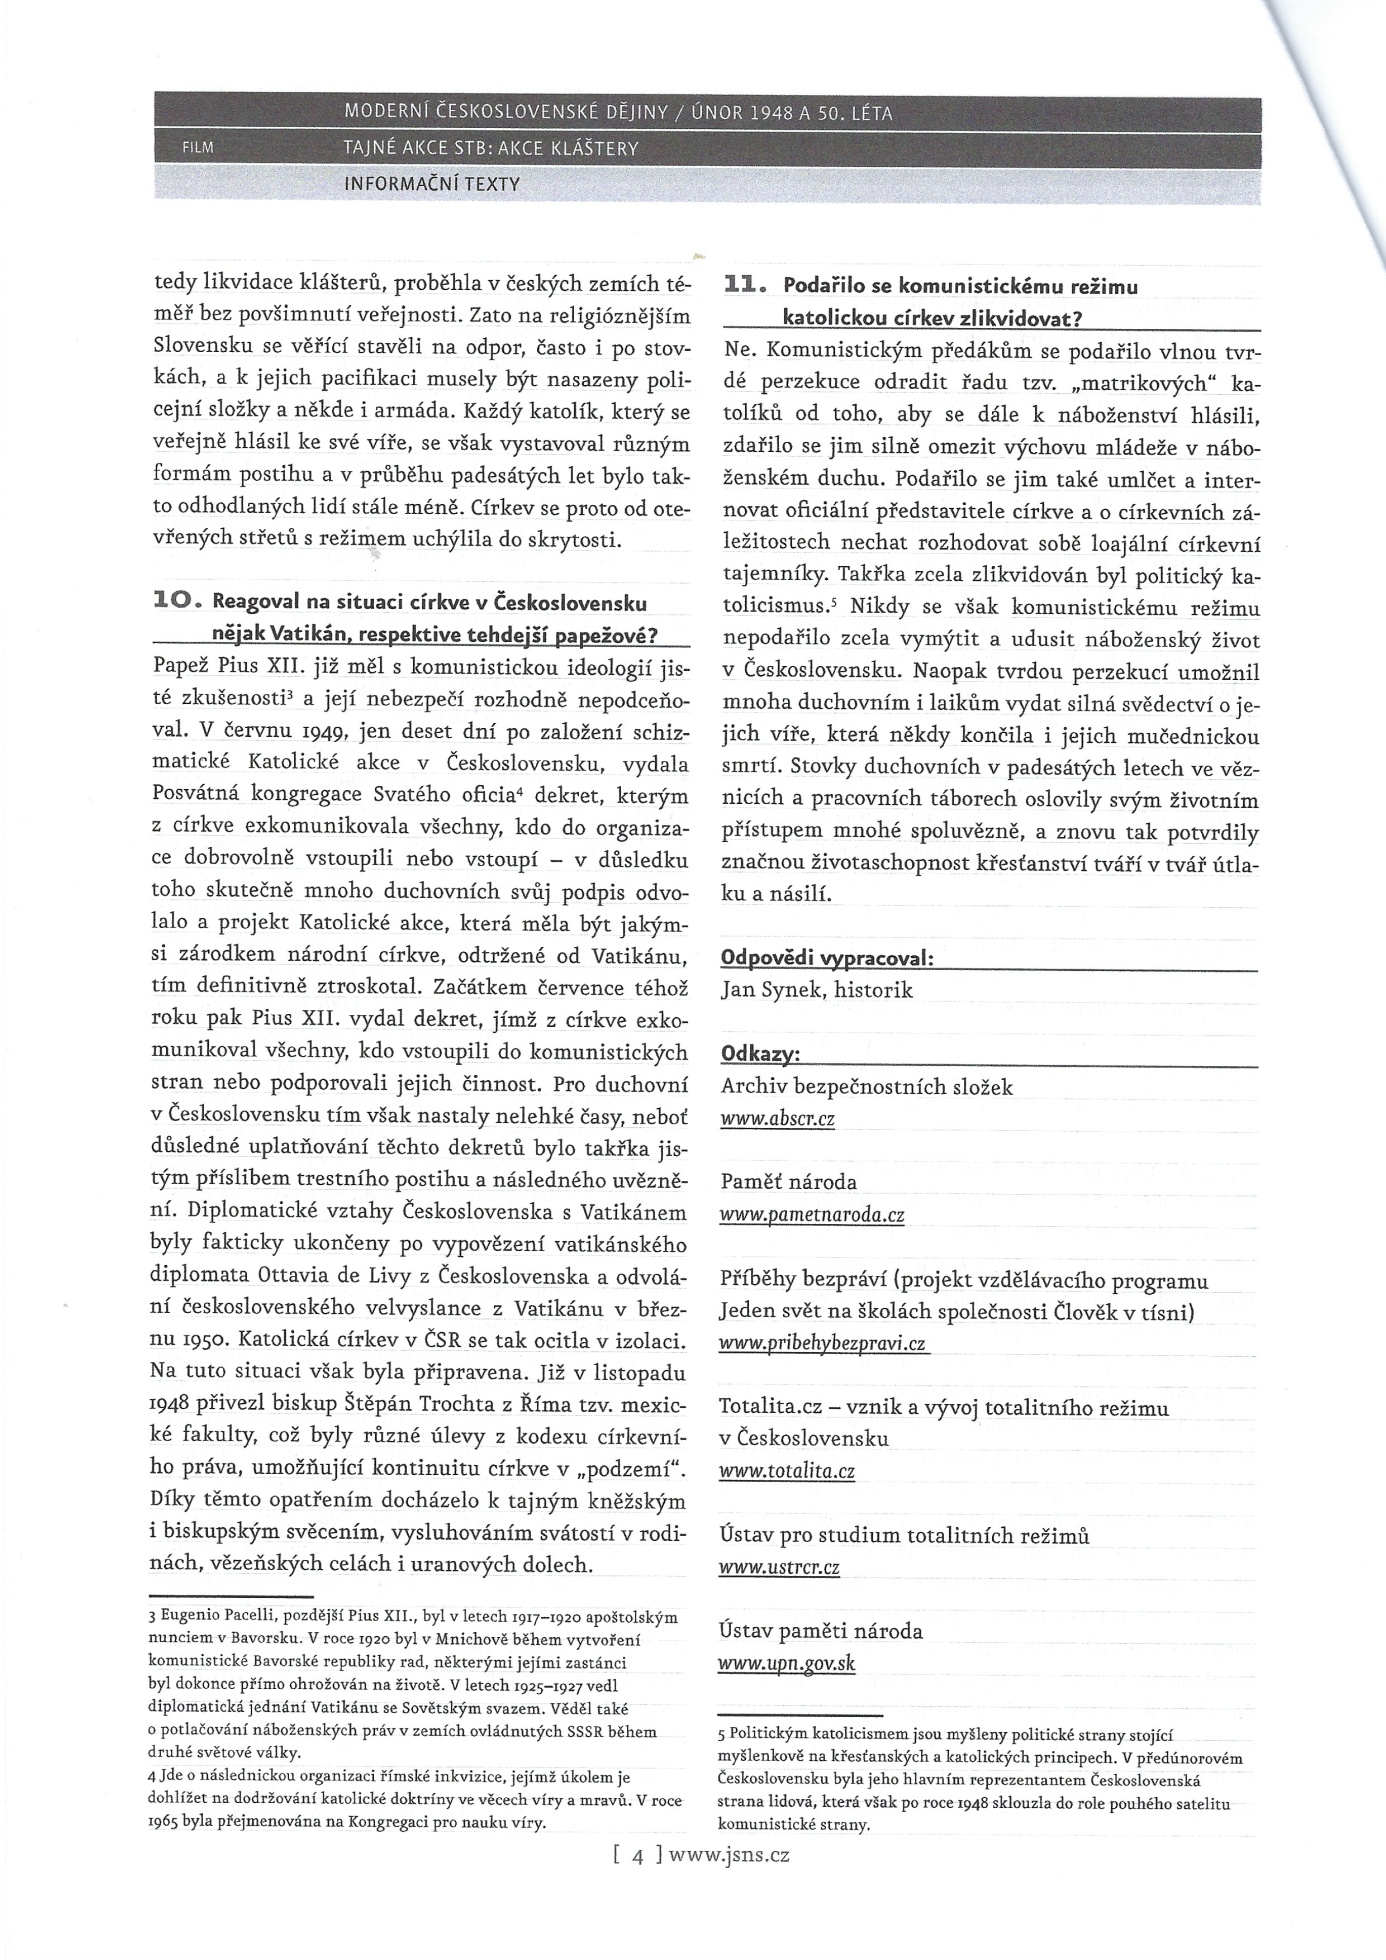 MODERNÍ ČESKOSLOVENSKÉ DĚJINY / ÚNOR 1948 A 50. LÉTA
FILM TAJNÉ AKCE STB: AKCE KLÁŠTERY
INFORMAČNÍ TEXTY
tedy likvidace klášterů, proběhla v českých zemích té-
měř bez povšimnutí veřejnosti. Zato na religióznějším
Slovensku se věřící stavěli na odpor, často i po stov-
kách, a k jejich pacifikaci musely být nasazeny poli-
cejní složky a někde i armáda. Každý katolík, který se
veřejně hlásil ke své víře, se však vystavoval různým
formám postihu a v průběhu padesátých let bylo tak-
to odhodlaných lidí stále méně. Církev se proto od ote-
vřených střetů s režimem uchýlila do skrytosti.
10. Reagoval na situaci církve v Československu
nějak Vatikán, respektive tehdejší papežové?
Papež Pius XII. již měl s komunistickou ideologií jis-
té zkušenosti³ a její nebezpečí rozhodně nepodceňo-
val. V červnu 1949, jen deset dní po založení schiz-
matické Katolické akce v Československu, vydala
Posvátná kongregace Svatého oficia⁴ dekret, kterým
z církve exkomunikovala všechny, kdo do organiza-
ce dobrovolně vstoupili nebo vstoupí – v důsledku
toho skutečně mnoho duchovních svůj podpis odvo-
lalo a projekt Katolické akce, která měla být jakým-
si zárodkem národní církve, odtržené od Vatikánu,
tím definitivně ztroskotal. Začátkem července téhož
roku pak Pius XII. vydal dekret, jímž z církve exko-
munikoval všechny, kdo vstoupili do komunistických
stran nebo podporovali jejich činnost. Pro duchovní
v Československu tím však nastaly nelehké časy, neboť
důsledné uplatňování těchto dekretů bylo takřka jis-
tým příslibem trestního postihu a následného uvězně-
ní. Diplomatické vztahy Československa s Vatikánem
byly fakticky ukončeny po vypovězení vatikánského
diplomata Ottavia de Livy z Československa a odvolá-
ní československého velvyslance z Vatikánu v břez-
nu 1950. Katolická církev v ČSR se tak ocitla v izolaci.
Na tuto situaci však byla připravena. Již v listopadu
1948 přivezl biskup Štěpán Trochta z Říma tzv. mexic-
ké fakulty, což byly různé úlevy z kodexu církevní-
ho práva, umožňující kontinuitu církve v „podzemí“.
Díky těmto opatřením docházelo k tajným kněžským
i biskupským svěcením, vysluhováním svátostí v rodi-
nách, vězeňských celách i uranových dolech.
3 Eugenio Pacelli, pozdější Pius XII., byl v letech 1917–1920 apoštolským
nunciem v Bavorsku. V roce 1920 byl v Mnichově během vytvoření
komunistické Bavorské republiky rad, některými jejími zastánci
byl dokonce přímo ohrožován na životě. V letech 1925–1927 vedl
diplomatická jednání Vatikánu se Sovětským svazem. Věděl také
o potlačování náboženských práv v zemích ovládnutých SSSR během
druhé světové války.
4 Jde o následnickou organizaci římské inkvizice, jejímž úkolem je
dohlížet na dodržování katolické doktríny ve věcech víry a mravů. V roce
1965 byla přejmenována na Kongregaci pro nauku víry.
11. Podařilo se komunistickému režimu
katolickou církev zlikvidovat?
Ne. Komunistickým předákům se podařilo vlnou tvr-
dé perzekuce odradit řadu tzv. „matrikových“ ka-
tolíků od toho, aby se dále k náboženství hlásili,
zdařilo se jim silně omezit výchovu mládeže v nábo-
ženském duchu. Podařilo se jim také umlčet a inter-
novat oficiální představitele církve a o církevních zá-
ležitostech nechat rozhodovat sobě loajální církevní
tajemníky. Takřka zcela zlikvidován byl politický ka-
tolicismus.⁵ Nikdy se však komunistickému režimu
nepodařilo zcela vymýtit a udusit náboženský život
v Československu. Naopak tvrdou perzekucí umožnil
mnoha duchovním i laikům vydat silná svědectví o je-
jich víře, která někdy končila i jejich mučednickou
smrtí. Stovky duchovních v padesátých letech ve věz-
nicích a pracovních táborech oslovily svým životním
přístupem mnohé spoluvězně, a znovu tak potvrdily
značnou životaschopnost křesťanství tváří v tvář útla-
ku a násilí.
Odpovědi vypracoval:
Jan Synek, historik
Odkazy:
Archiv bezpečnostních složek
www.abscr.cz
Paměť národa
www.pametnaroda.cz
Příběhy bezpráví (projekt vzdělávacího programu
Jeden svět na školách společnosti Člověk v tísni)
www.pribehybezpravi.cz
Totalita.cz – vznik a vývoj totalitního režimu
v Československu
www.totalita.cz
Ústav pro studium totalitních režimů
www.ustrcr.cz
Ústav paměti národa
www.upn.gov.sk
5 Politickým katolicismem jsou myšleny politické strany stojící
myšlenkově na křesťanských a katolických principech. V předúnorovém
Československu byla jeho hlavním reprezentantem Československá
strana lidová, která však po roce 1948 sklouzla do role pouhého satelitu
komunistické strany.
[ 4 ] www.jsns.cz